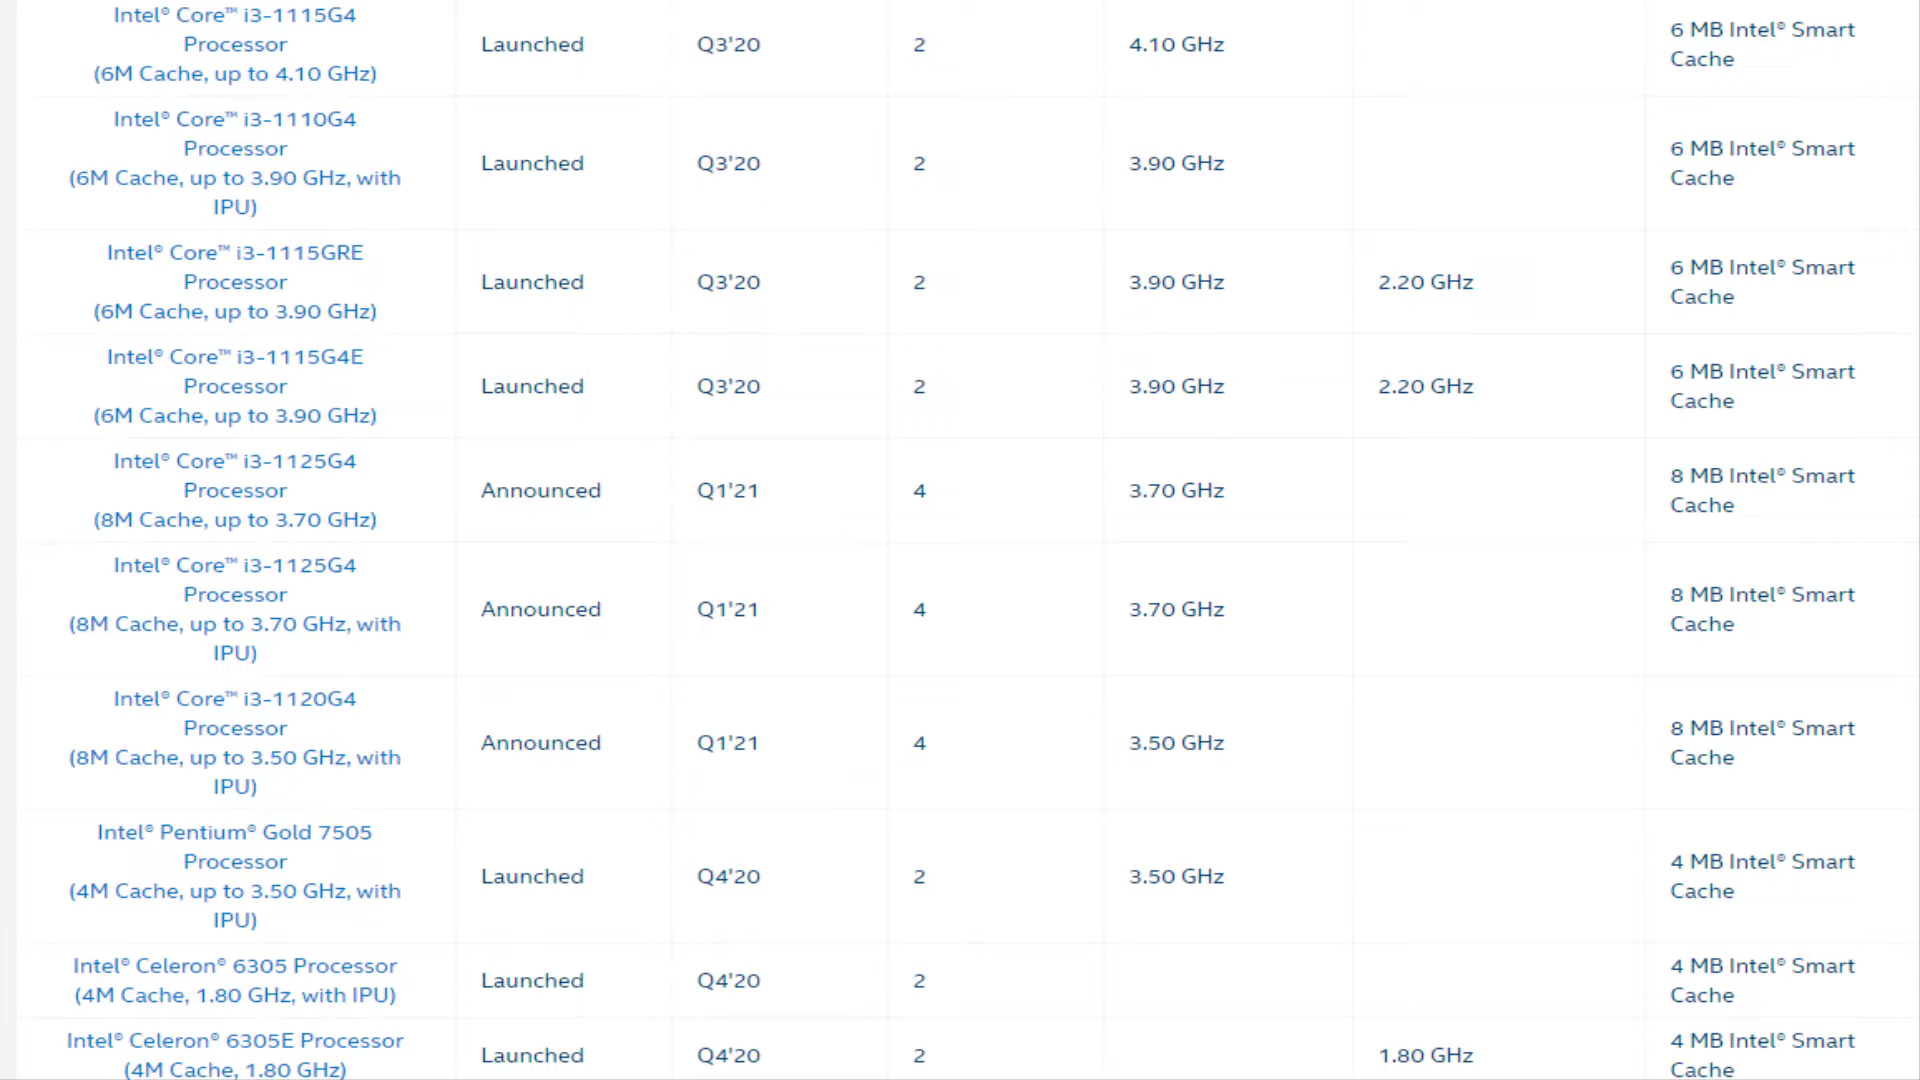 Intel® Core™ i3-1115G4
Processor
(6M Cache, up to 4.10 GHz)
Launched
Q3'20
2
4.10 GHz
6 MB Intel® Smart
Cache
Intel® Core™ i3-1110G4
Processor
(6M Cache, up to 3.90 GHz, with
IPU)
Launched
Q3'20
2
3.90 GHz
6 MB Intel® Smart
Cache
Intel® Core™ i3-1115GRE
Processor
(6M Cache, up to 3.90 GHz)
Launched
Q3'20
2
3.90 GHz
2.20 GHz
6 MB Intel® Smart
Cache
Intel® Core™ i3-1115G4E
Processor
(6M Cache, up to 3.90 GHz)
Launched
Q3'20
2
3.90 GHz
2.20 GHz
6 MB Intel® Smart
Cache
Intel® Core™ i3-1125G4
Processor
(8M Cache, up to 3.70 GHz)
Announced
Q1'21
4
3.70 GHz
8 MB Intel® Smart
Cache
Intel® Core™ i3-1125G4
Processor
(8M Cache, up to 3.70 GHz, with
IPU)
Announced
Q1'21
4
3.70 GHz
8 MB Intel® Smart
Cache
Intel® Core™ i3-1120G4
Processor
(8M Cache, up to 3.50 GHz, with
IPU)
Announced
Q1'21
4
3.50 GHz
8 MB Intel® Smart
Cache
Intel® Pentium® Gold 7505
Processor
(4M Cache, up to 3.50 GHz, with
IPU)
Launched
Q4'20
2
3.50 GHz
4 MB Intel® Smart
Cache
Intel® Celeron® 6305 Processor
(4M Cache, 1.80 GHz, with IPU)
Launched
Q4'20
2
4 MB Intel® Smart
Cache
Intel® Celeron® 6305E Processor
(4M Cache, 1.80 GHz)
Launched
Q4'20
2
1.80 GHz
4 MB Intel® Smart
Cache